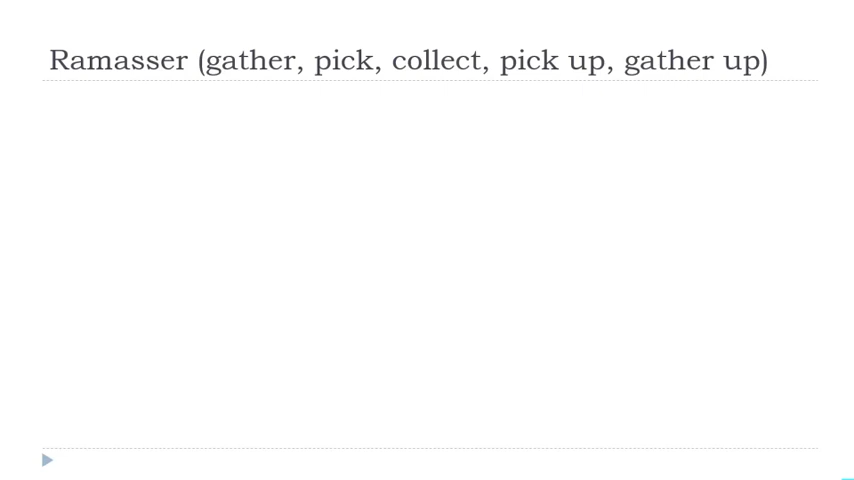 Ramasser (gather, pick, collect, pick up, gather up)